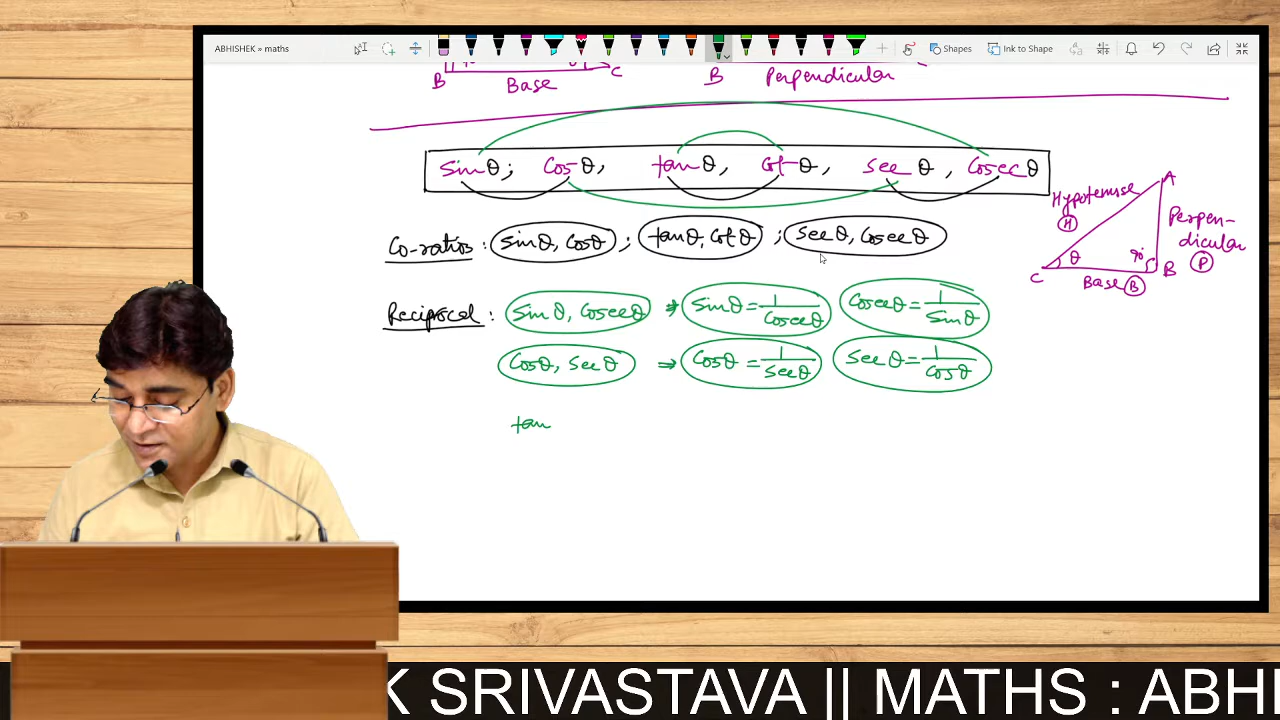 ABHISHEK » maths
Shapes
Ink to Shape
B
Base
C
B
Perpendicular
sin θ; Cos θ, tan θ, Cot θ, sec θ, Cosec θ
Co-ratios: sin θ, Cos θ ; tan θ, Cot θ ; sec θ, Cosec θ
Hypotenuse
H
A
Perpen-
dicular
P
C
θ
90°
B
Base B
Reciprocal: Sin θ, Cosec θ ⇒ Sin θ = 1/Cosec θ Cosec θ = 1/Sin θ
Cos θ, Sec θ ⇒ Cos θ = 1/Sec θ Sec θ = 1/Cos θ
tan
K SRIVASTAVA || MATHS : ABHI